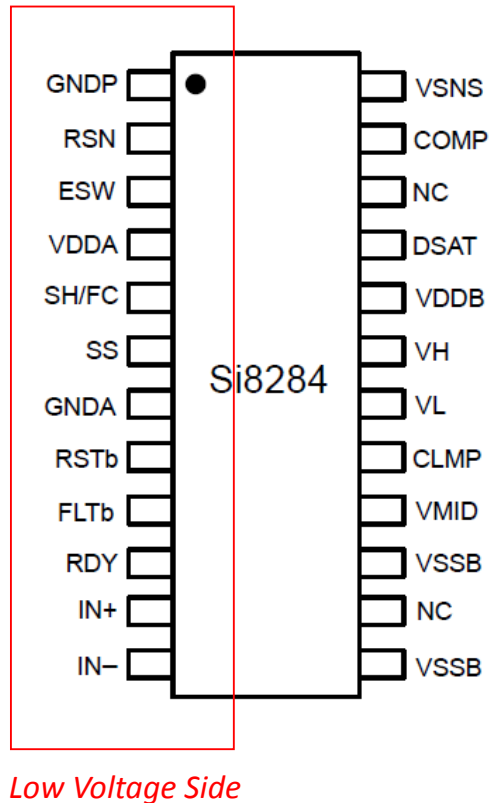 GNDP
RSN
ESW
VDDA
SH/FC
SS
GNDA
RSTb
FLTb
RDY
IN+
IN–
Si8284
VSNS
COMP
NC
DSAT
VDDB
VH
VL
CLMP
VMID
VSSB
NC
VSSB
Low Voltage Side